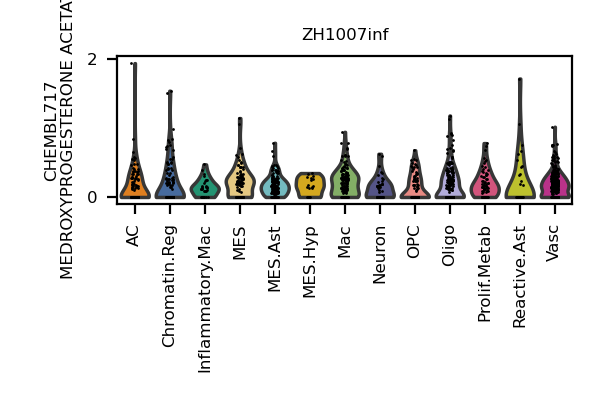 ZH1007inf
CHEMBL717
MEDROXYPROGESTERONE ACETAT
2
0
AC
Chromatin.Reg
Inflammatory.Mac
MES
MES.Ast
MES.Hyp
Mac
Neuron
OPC
Oligo
Prolif.Metab
Reactive.Ast
Vasc